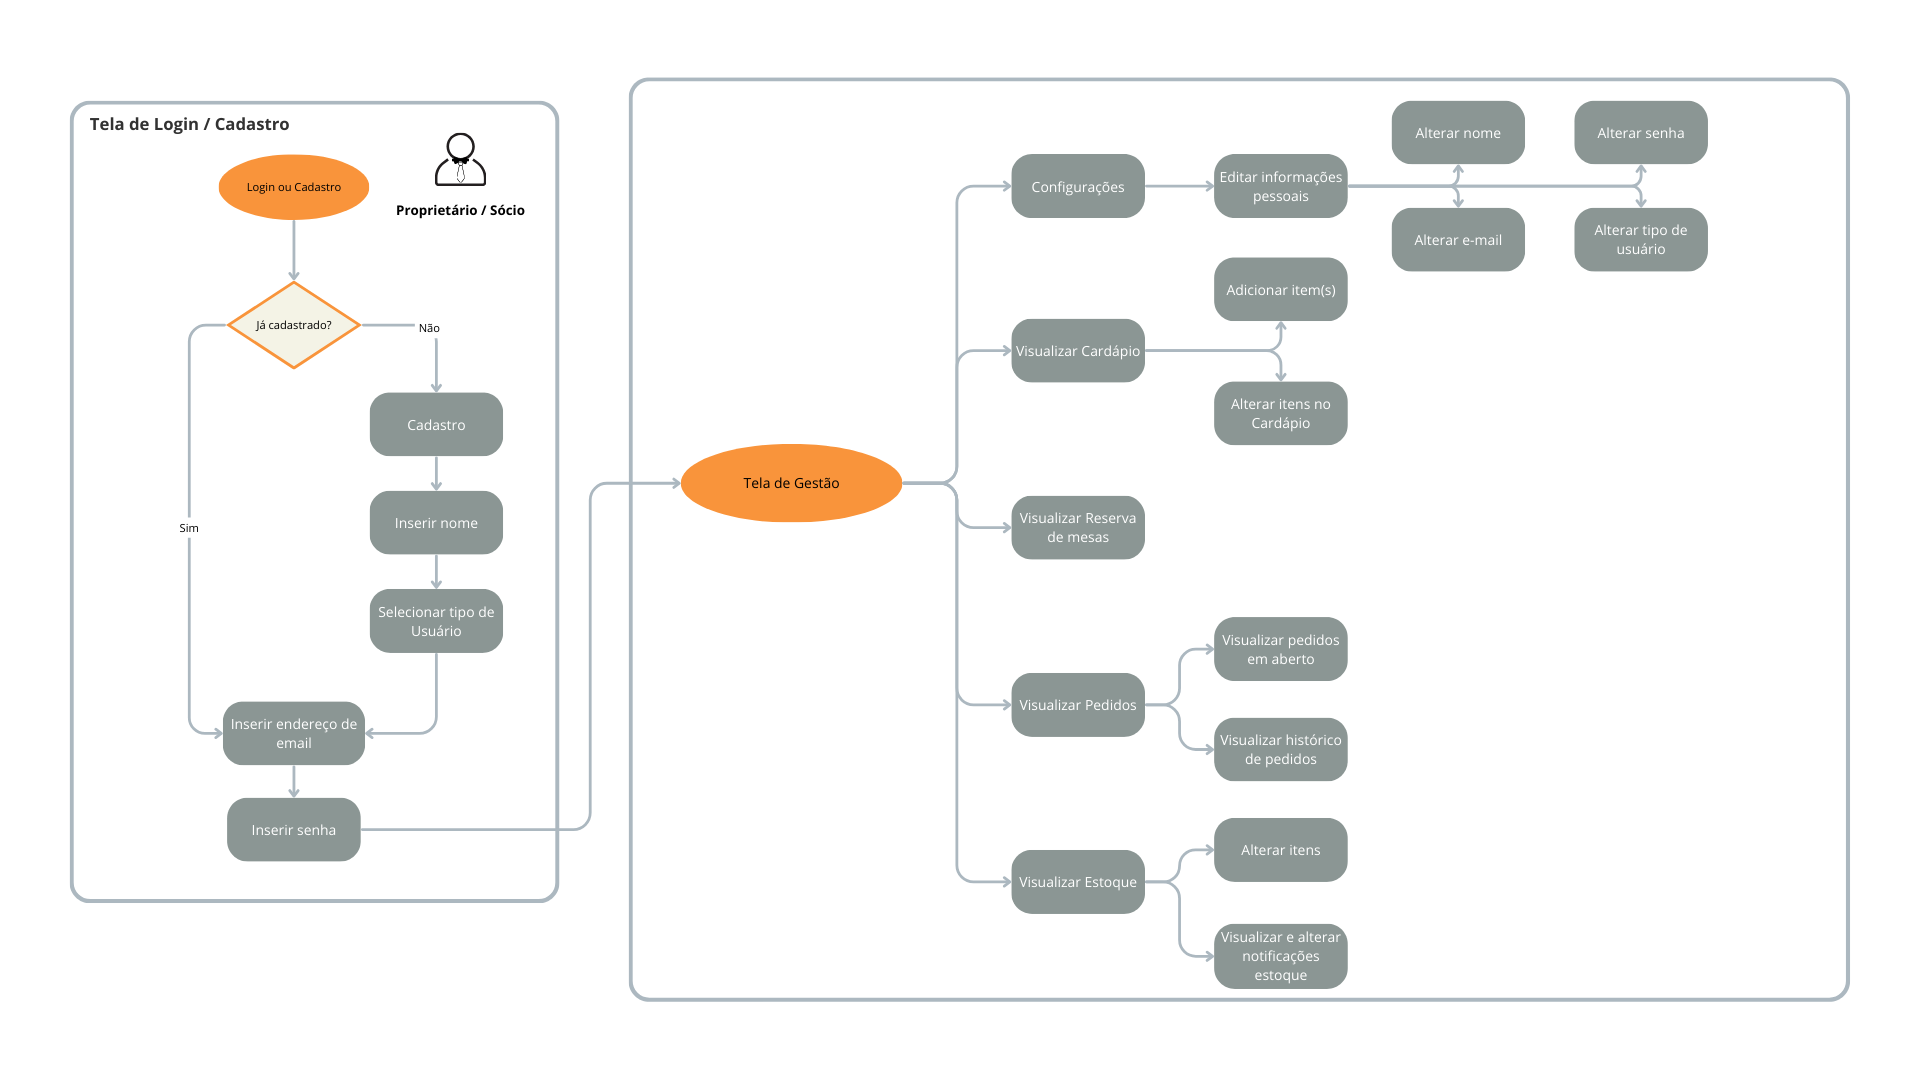 Tela de Login / Cadastro
Login ou Cadastro
Proprietário / Sócio
Já cadastrado?
Não
Sim
Cadastro
Inserir nome
Selecionar tipo de
Usuário
Inserir endereço de
email
Inserir senha
Tela de Gestão
Configurações
Editar informações
pessoais
Alterar nome
Alterar senha
Alterar e-mail
Alterar tipo de
usuário
Visualizar Cardápio
Adicionar item(s)
Alterar itens no
Cardápio
Visualizar Reserva
de mesas
Visualizar Pedidos
Visualizar pedidos
em aberto
Visualizar histórico
de pedidos
Visualizar Estoque
Alterar itens
Visualizar e alterar
notificações
estoque